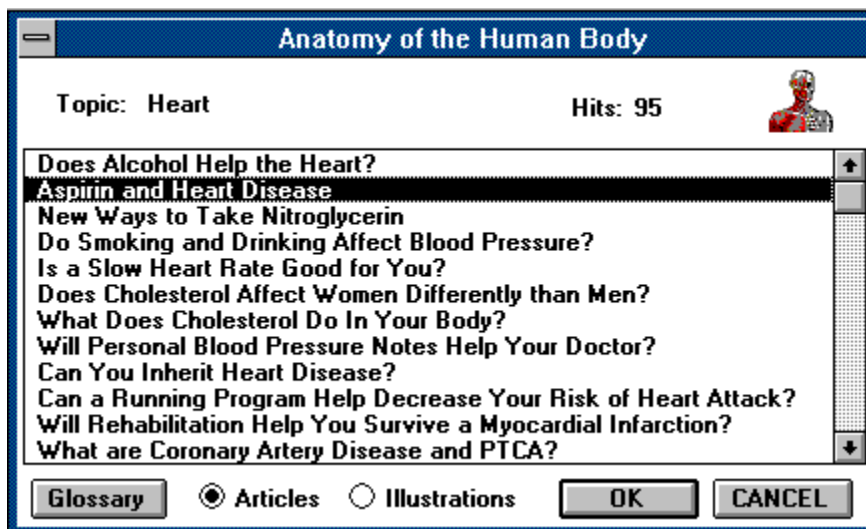 Anatomy of the Human Body
Topic: Heart Hits: 95
Does Alcohol Help the Heart?
Aspirin and Heart Disease
New Ways to Take Nitroglycerin
Do Smoking and Drinking Affect Blood Pressure?
Is a Slow Heart Rate Good for You?
Does Cholesterol Affect Women Differently than Men?
What Does Cholesterol Do In Your Body?
Will Personal Blood Pressure Notes Help Your Doctor?
Can You Inherit Heart Disease?
Can a Running Program Help Decrease Your Risk of Heart Attack?
Will Rehabilitation Help You Survive a Myocardial Infarction?
What are Coronary Artery Disease and PTCA?
Glossary Articles Illustrations OK CANCEL